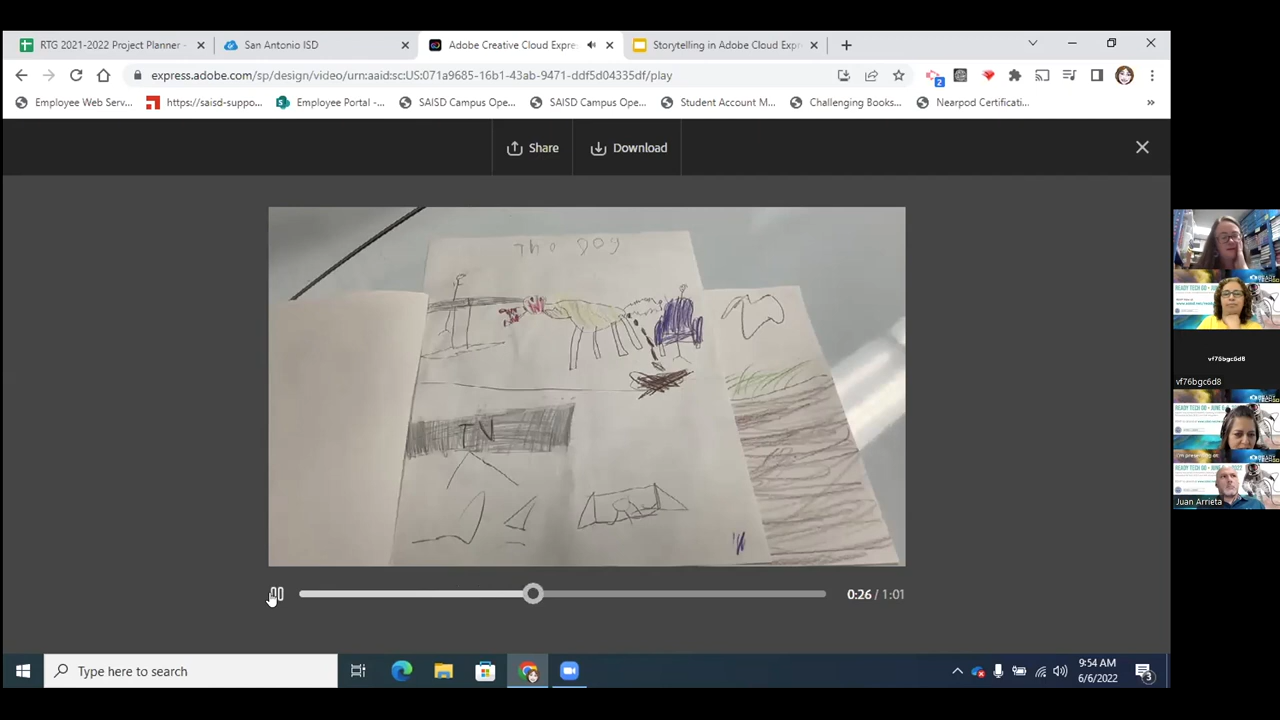 RTG 2021-2022 Project Planner -
San Antonio ISD
Adobe Creative Cloud Expre
Storytelling in Adobe Cloud Expr
express.adobe.com/sp/design/video/urn:aaid:sc:US:071a9685-16b1-43ab-9471-ddf5d04335df/play
2
Employee Web Serv...
https://saisd-suppo...
Employee Portal -...
SAISD Campus Ope...
SAISD Campus Ope...
Student Account M...
Challenging Books...
Nearpod Certificati...
Share
Download
The Dog
0:26 / 1:01
vf76bgc6d8
vf76bgc6d8
Juan Arrieta
Type here to search
9:54 AM
6/6/2022
3